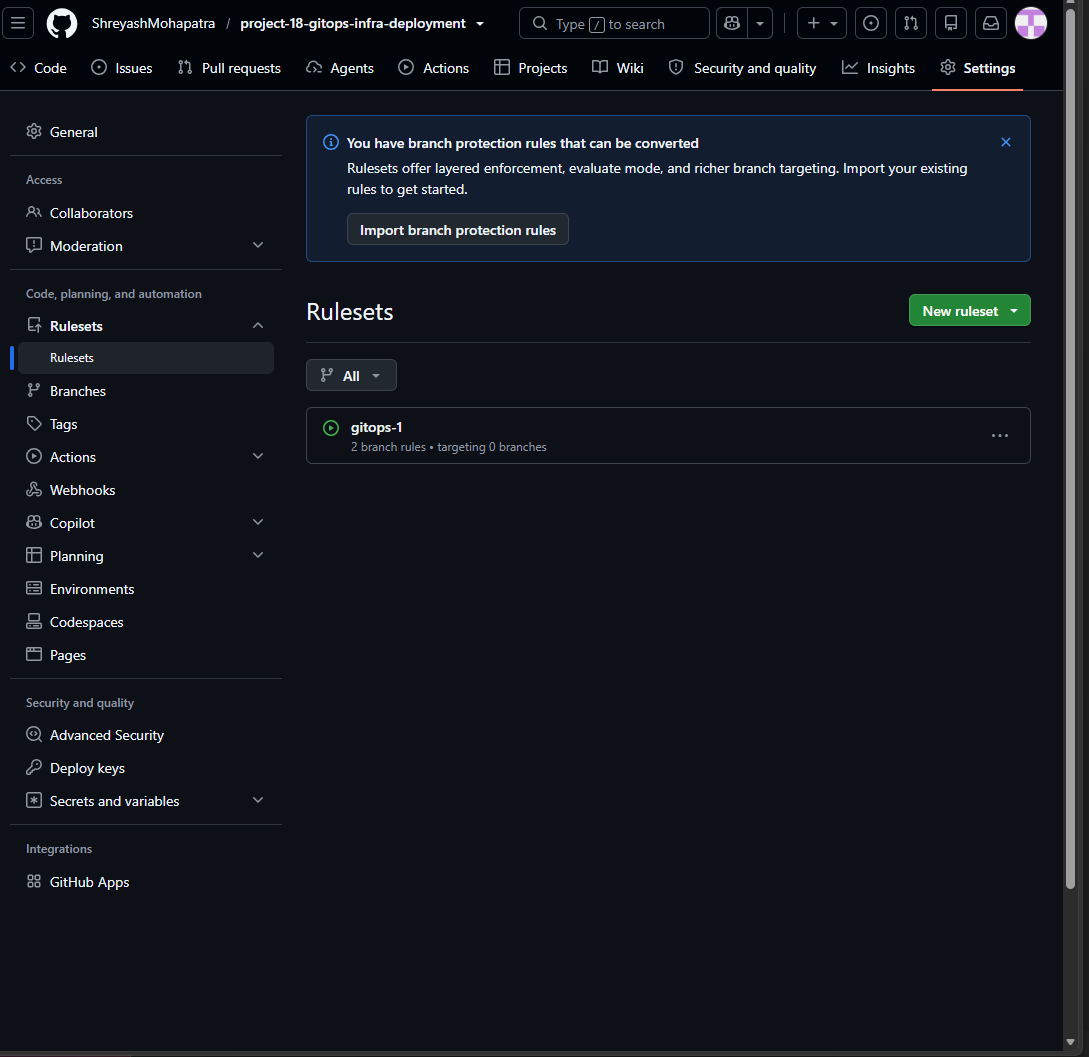 ShreyashMohapatra / project-18-gitops-infra-deployment
Type / to search
Code Issues Pull requests Agents Actions Projects Wiki Security and quality Insights Settings
General
Access
Collaborators
Moderation
Code, planning, and automation
Rulesets
Rulesets
Branches
Tags
Actions
Webhooks
Copilot
Planning
Environments
Codespaces
Pages
Security and quality
Advanced Security
Deploy keys
Secrets and variables
Integrations
GitHub Apps
You have branch protection rules that can be converted
Rulesets offer layered enforcement, evaluate mode, and richer branch targeting. Import your existing
rules to get started.
Import branch protection rules
Rulesets
New ruleset
All
gitops-1
2 branch rules • targeting 0 branches